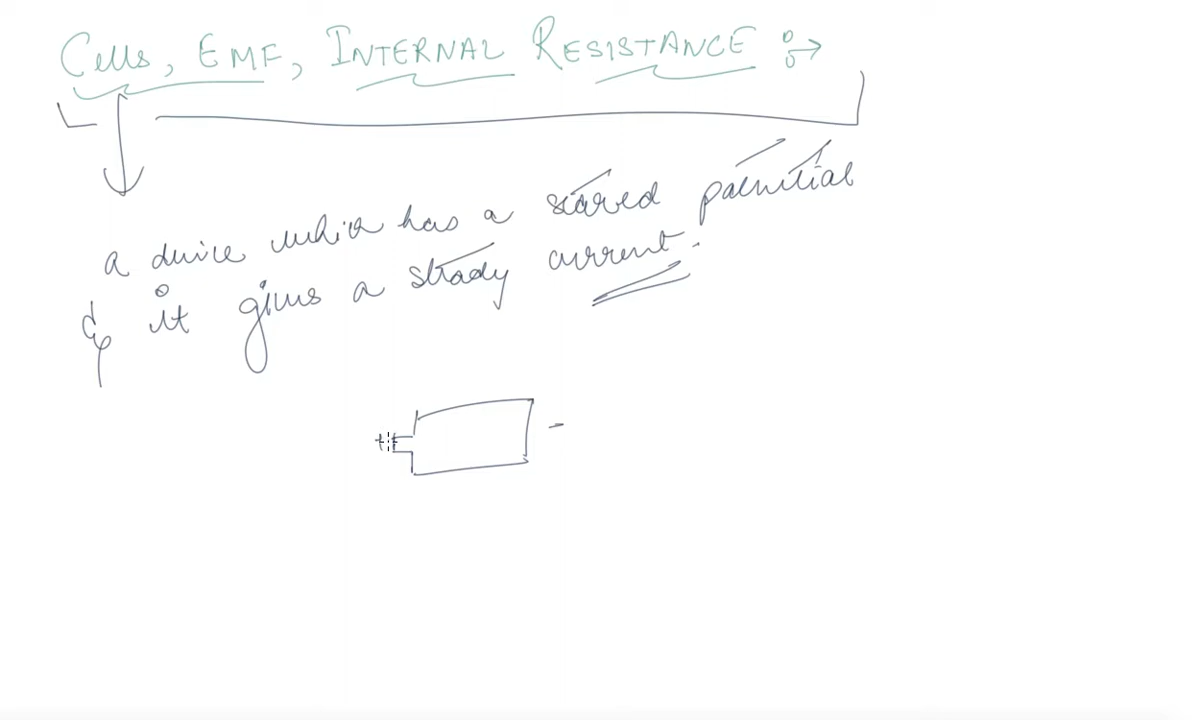 Cells, EMF, INTERNAL RESISTANCE :→
a device which has a stored potential
& it gives a steady current.
+ -